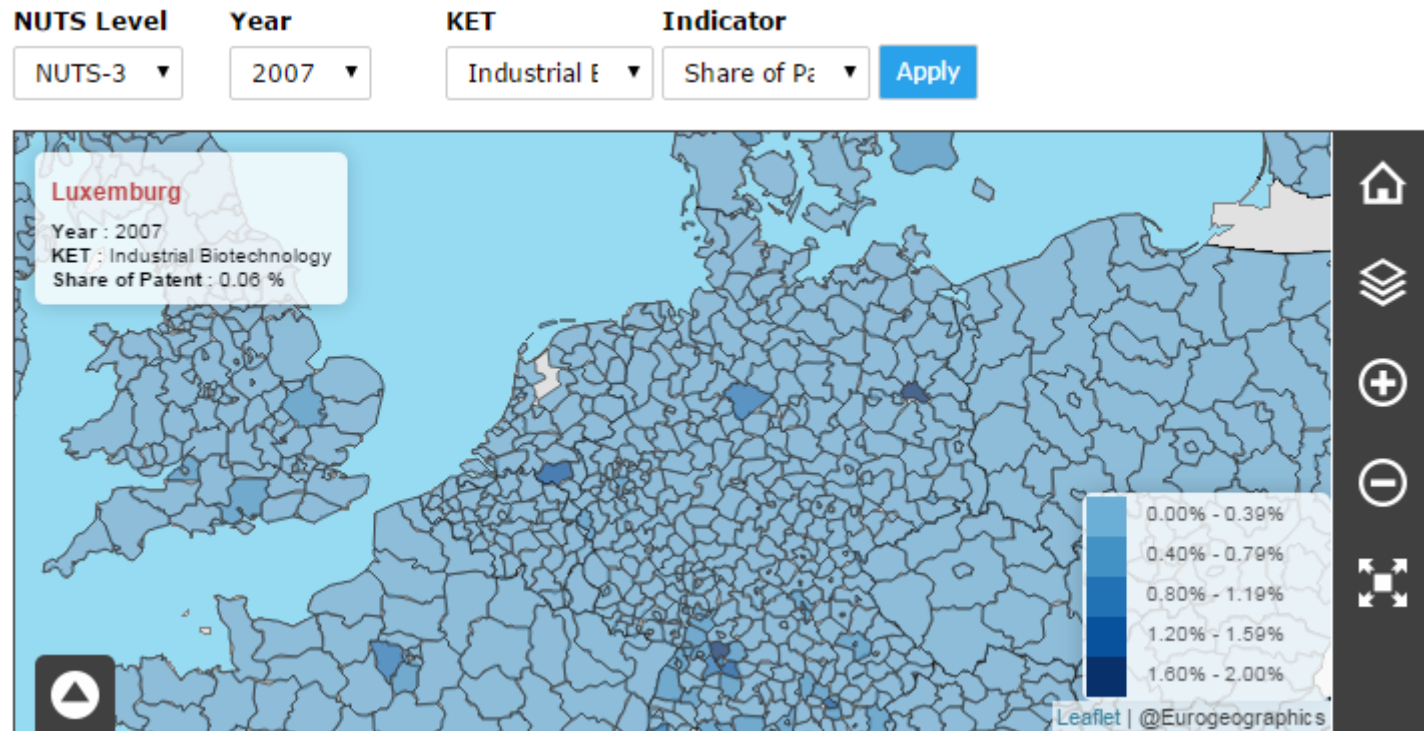 NUTS Level Year KET Indicator
NUTS-3 2007 Industrial E Share of Pa Apply
Luxemburg
Year : 2007
KET : Industrial Biotechnology
Share of Patent : 0.06 %
0.00% - 0.39%
0.40% - 0.79%
0.80% - 1.19%
1.20% - 1.59%
1.60% - 2.00%
Leaflet | @Eurogeographics